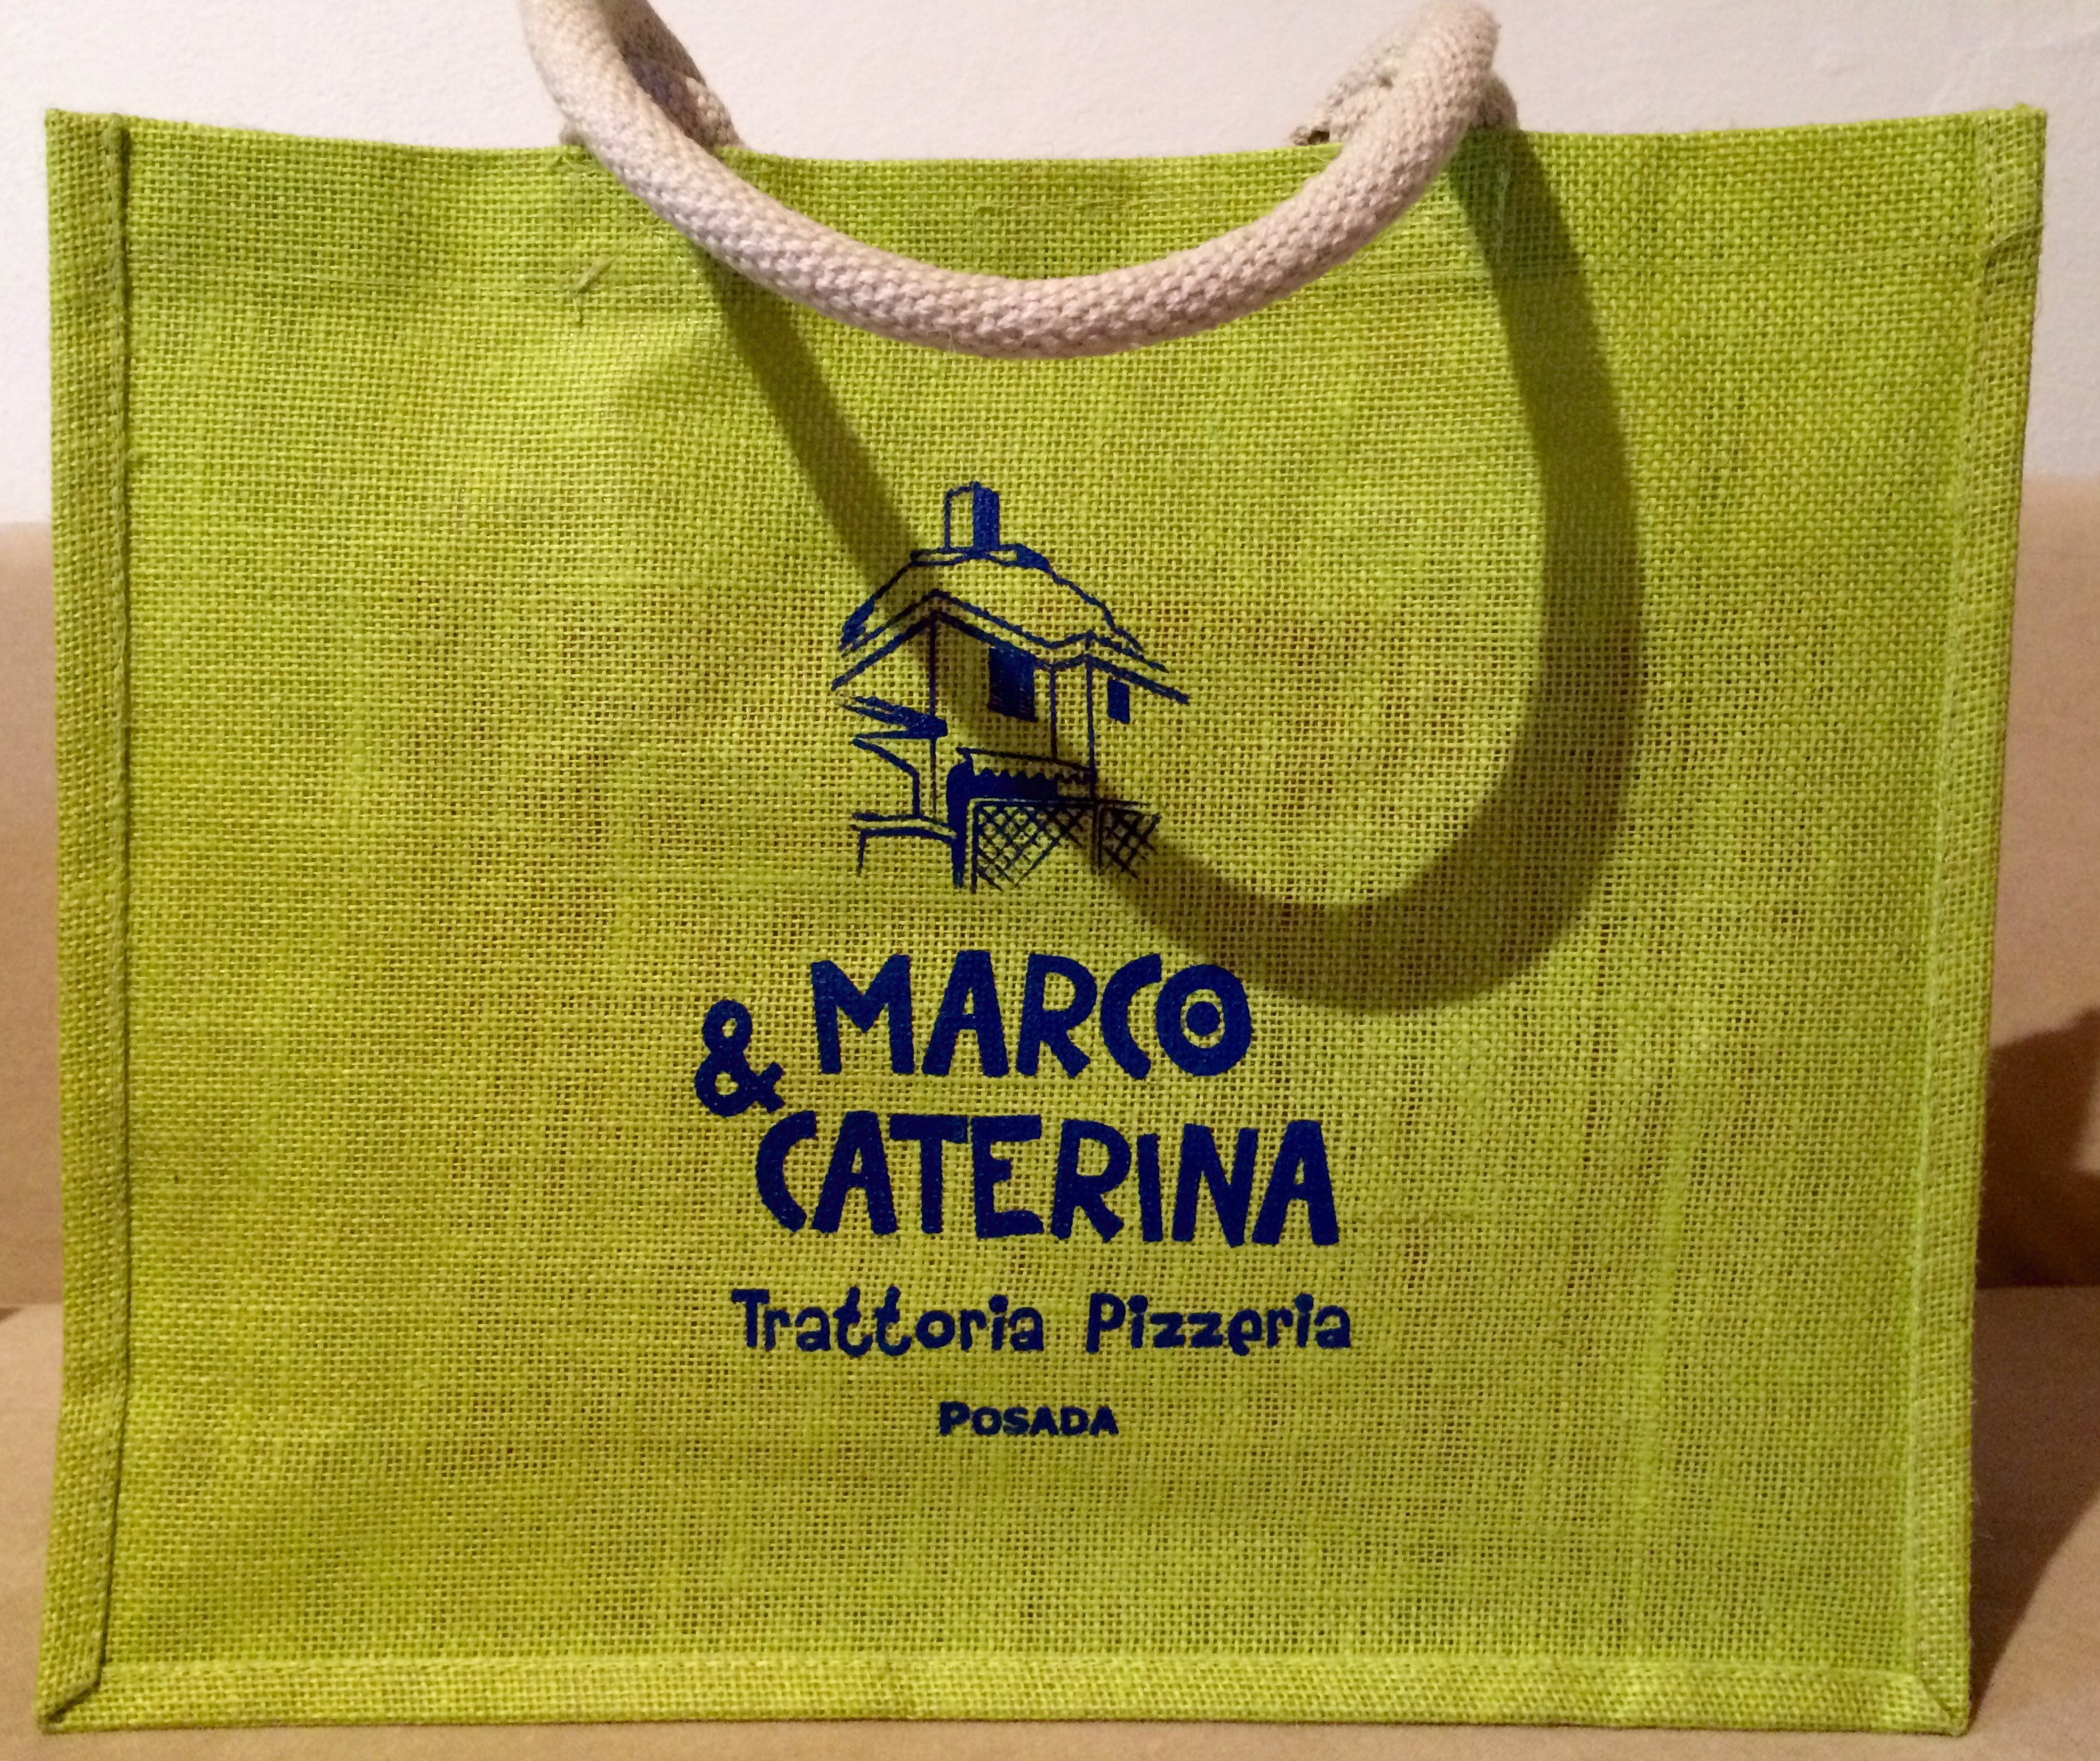 MARCO
& CATERINA
Trattoria Pizzeria
POSADA